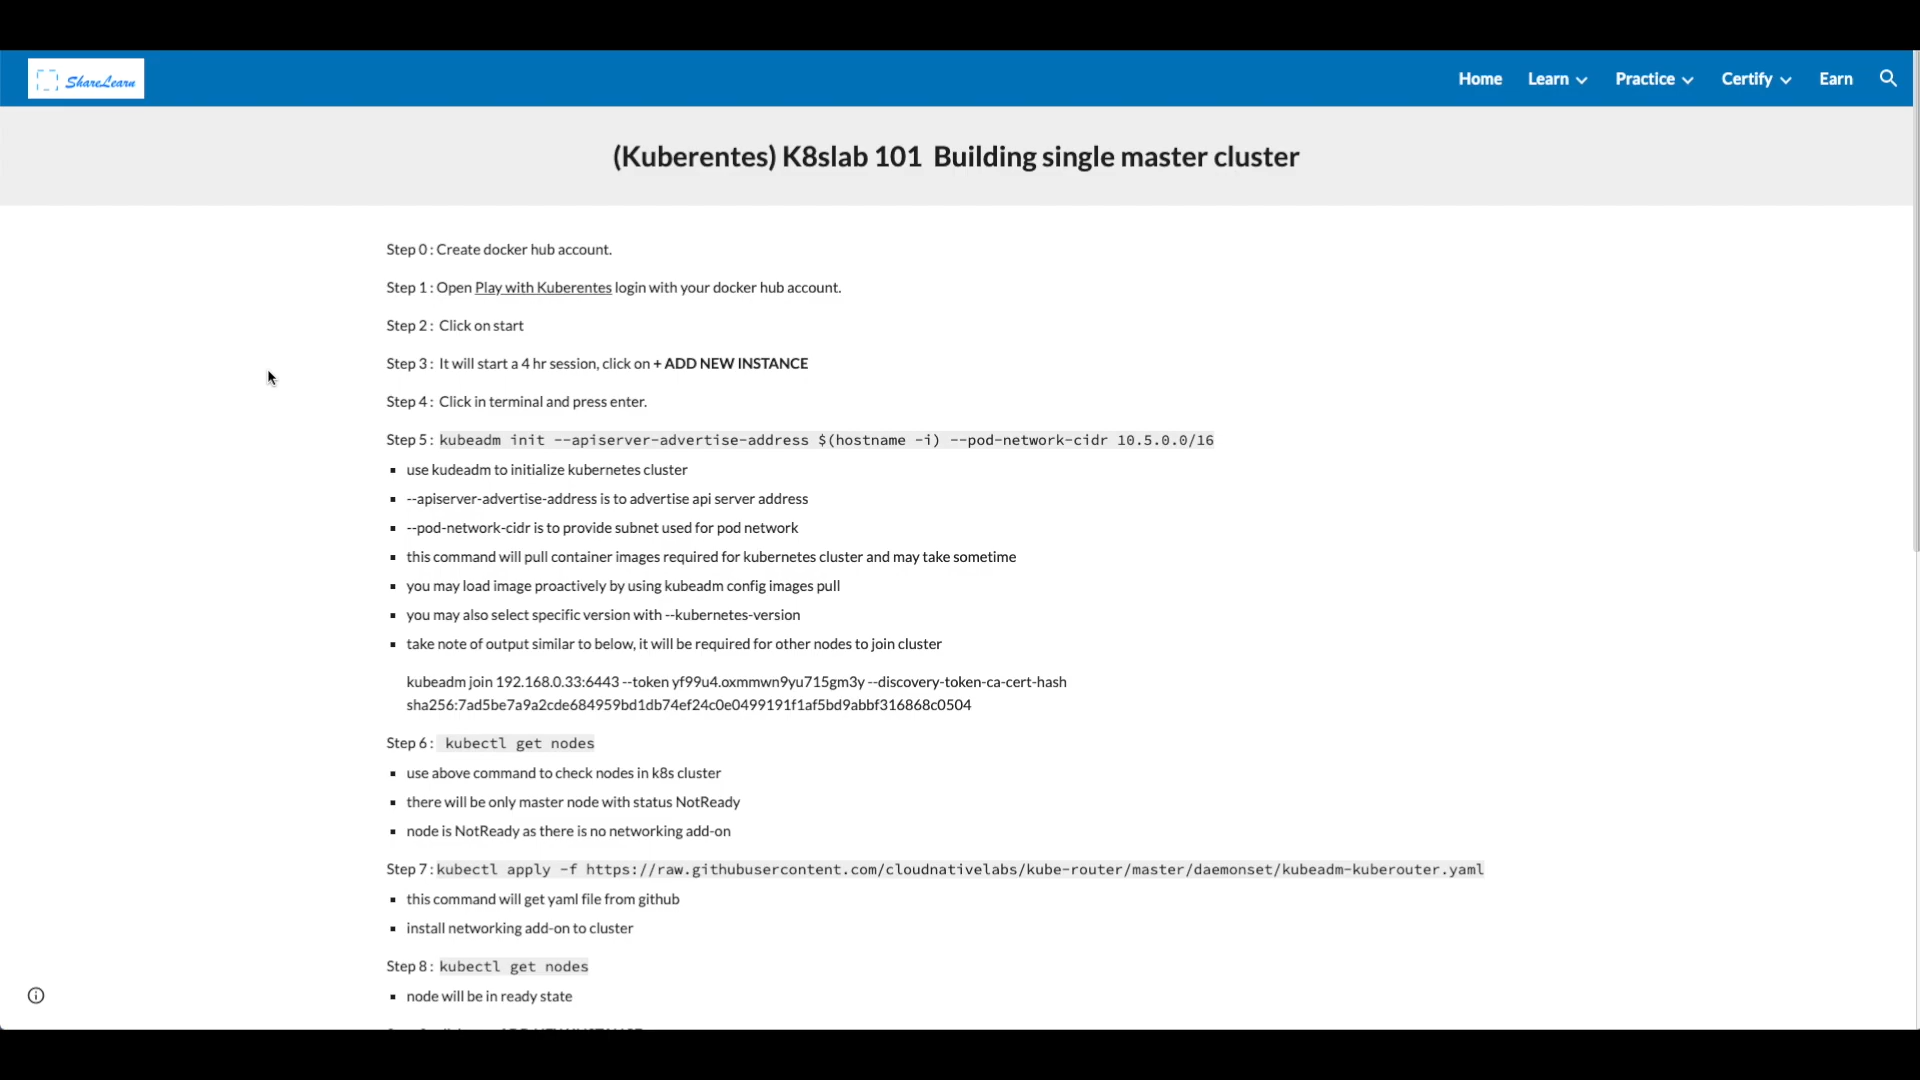 ShareLearn
Home Learn Practice Certify Earn
(Kuberentes) K8slab 101 Building single master cluster
Step 0 : Create docker hub account.
Step 1 : Open Play with Kuberentes login with your docker hub account.
Step 2 : Click on start
Step 3 : It will start a 4 hr session, click on + ADD NEW INSTANCE
Step 4 : Click in terminal and press enter.
Step 5 : kubeadm init --apiserver-advertise-address $(hostname -i) --pod-network-cidr 10.5.0.0/16
▪ use kudeadm to initialize kubernetes cluster
▪ --apiserver-advertise-address is to advertise api server address
▪ --pod-network-cidr is to provide subnet used for pod network
▪ this command will pull container images required for kubernetes cluster and may take sometime
▪ you may load image proactively by using kubeadm config images pull
▪ you may also select specific version with --kubernetes-version
▪ take note of output similar to below, it will be required for other nodes to join cluster
kubeadm join 192.168.0.33:6443 --token yf99u4.oxmmwn9yu715gm3y --discovery-token-ca-cert-hash
sha256:7ad5be7a9a2cde684959bd1db74ef24c0e0499191f1af5bd9abbf316868c0504
Step 6 : kubectl get nodes
▪ use above command to check nodes in k8s cluster
▪ there will be only master node with status NotReady
▪ node is NotReady as there is no networking add-on
Step 7 : kubectl apply -f https://raw.githubusercontent.com/cloudnativelabs/kube-router/master/daemonset/kubeadm-kuberouter.yaml
▪ this command will get yaml file from github
▪ install networking add-on to cluster
Step 8 : kubectl get nodes
▪ node will be in ready state